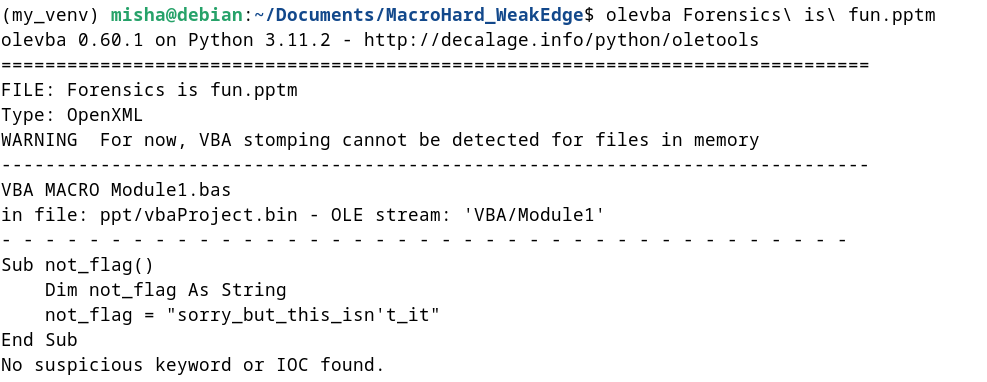 (my_venv) misha@debian:~/Documents/MacroHard_WeakEdge$ olevba Forensics\ is\ fun.pptm
olevba 0.60.1 on Python 3.11.2 - http://decalage.info/python/oletools
===============================================================================
FILE: Forensics is fun.pptm
Type: OpenXML
WARNING  For now, VBA stomping cannot be detected for files in memory
-------------------------------------------------------------------------------
VBA MACRO Module1.bas
in file: ppt/vbaProject.bin - OLE stream: 'VBA/Module1'
- - - - - - - - - - - - - - - - - - - - - - - - - - - - - - - - - - - - - - -
Sub not_flag()
    Dim not_flag As String
    not_flag = "sorry_but_this_isn't_it"
End Sub
No suspicious keyword or IOC found.